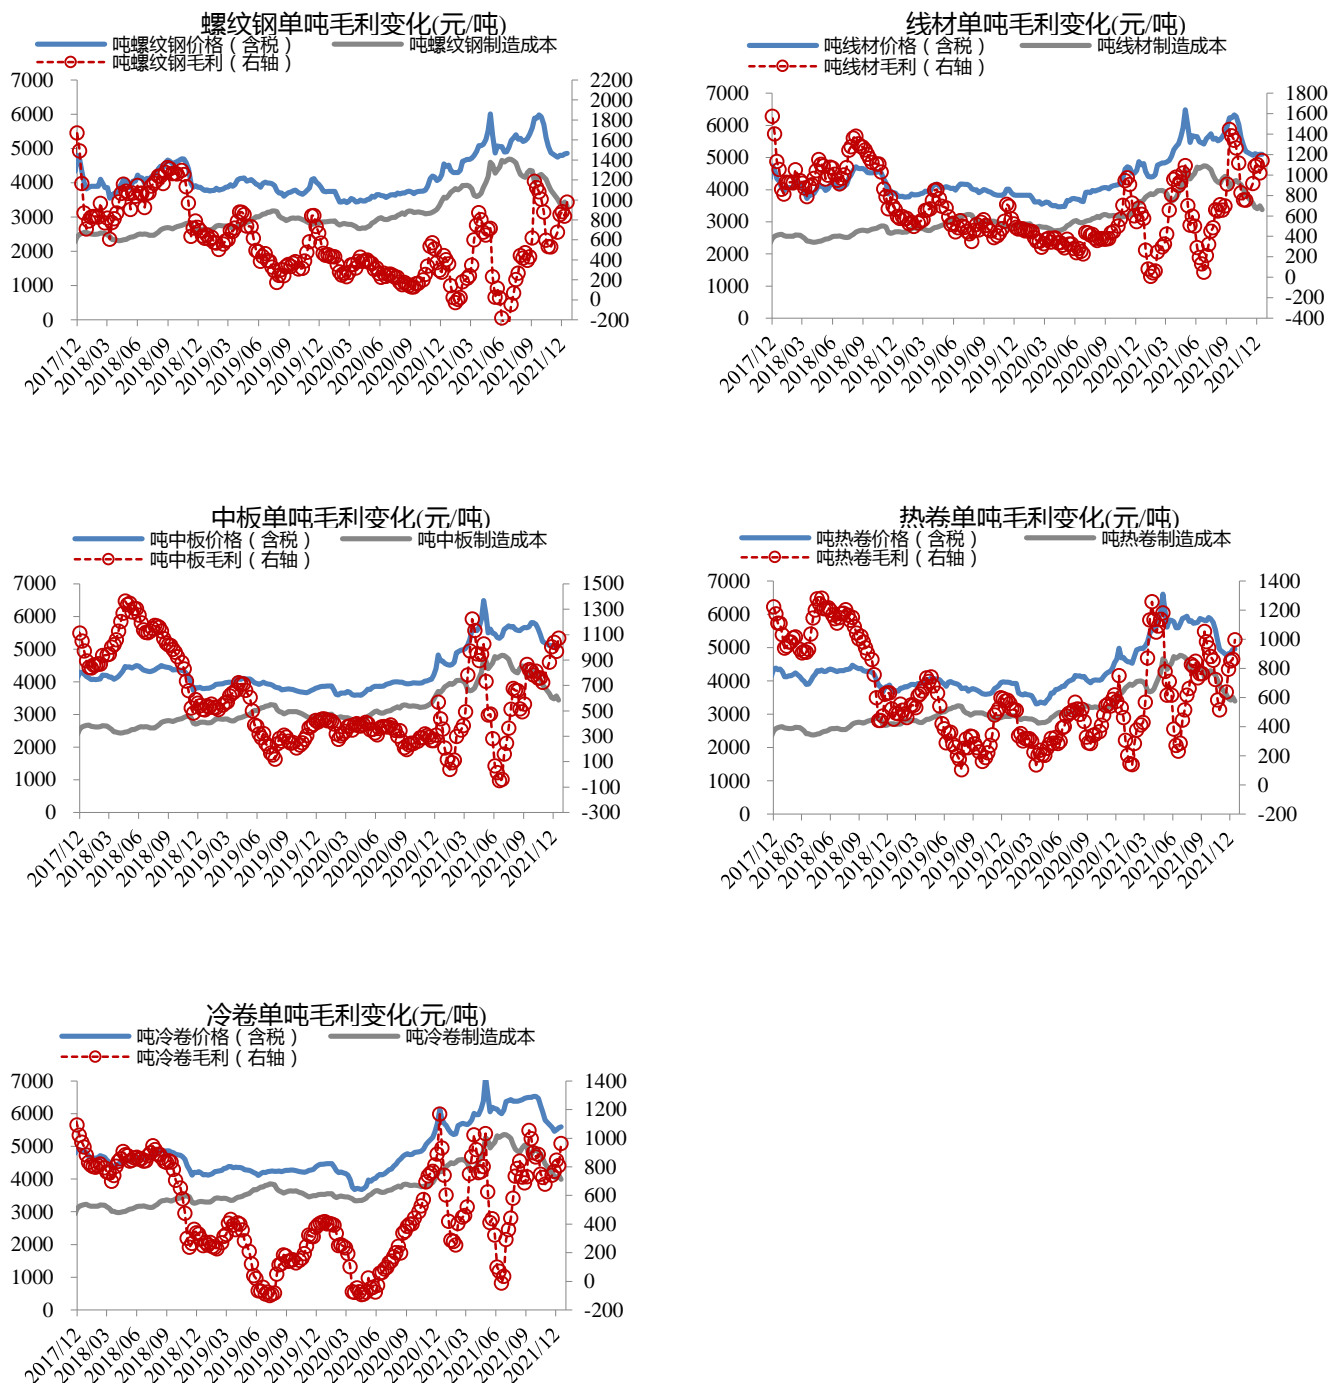 螺纹钢单吨毛利变化(元/吨)
吨螺纹钢价格（含税） 吨螺纹钢制造成本
吨螺纹钢毛利（右轴）
7000 6000 5000 4000 3000 2000 1000 0
2200 2000 1800 1600 1400 1200 1000 800 600 400 200 0 -200
2017/12 2018/03 2018/06 2018/09 2018/12 2019/03 2019/06 2019/09 2019/12 2020/03 2020/06 2020/09 2020/12 2021/03 2021/06 2021/09 2021/12
线材单吨毛利变化(元/吨)
吨线材价格（含税） 吨线材制造成本
吨线材毛利（右轴）
7000 6000 5000 4000 3000 2000 1000 0
1800 1600 1400 1200 1000 800 600 400 200 0 -200 -400
2017/12 2018/03 2018/06 2018/09 2018/12 2019/03 2019/06 2019/09 2019/12 2020/03 2020/06 2020/09 2020/12 2021/03 2021/06 2021/09 2021/12
中板单吨毛利变化(元/吨)
吨中板价格（含税） 吨中板制造成本
吨中板毛利（右轴）
7000 6000 5000 4000 3000 2000 1000 0
1500 1300 1100 900 700 500 300 100 -100 -300
2017/12 2018/03 2018/06 2018/09 2018/12 2019/03 2019/06 2019/09 2019/12 2020/03 2020/06 2020/09 2020/12 2021/03 2021/06 2021/09 2021/12
热卷单吨毛利变化(元/吨)
吨热卷价格（含税） 吨热卷制造成本
吨热卷毛利（右轴）
7000 6000 5000 4000 3000 2000 1000 0
1400 1200 1000 800 600 400 200 0 -200
2017/12 2018/03 2018/06 2018/09 2018/12 2019/03 2019/06 2019/09 2019/12 2020/03 2020/06 2020/09 2020/12 2021/03 2021/06 2021/09 2021/12
冷卷单吨毛利变化(元/吨)
吨冷卷价格（含税） 吨冷卷制造成本
吨冷卷毛利（右轴）
7000 6000 5000 4000 3000 2000 1000 0
1400 1200 1000 800 600 400 200 0 -200
2017/12 2018/03 2018/06 2018/09 2018/12 2019/03 2019/06 2019/09 2019/12 2020/03 2020/06 2020/09 2020/12 2021/03 2021/06 2021/09 2021/12